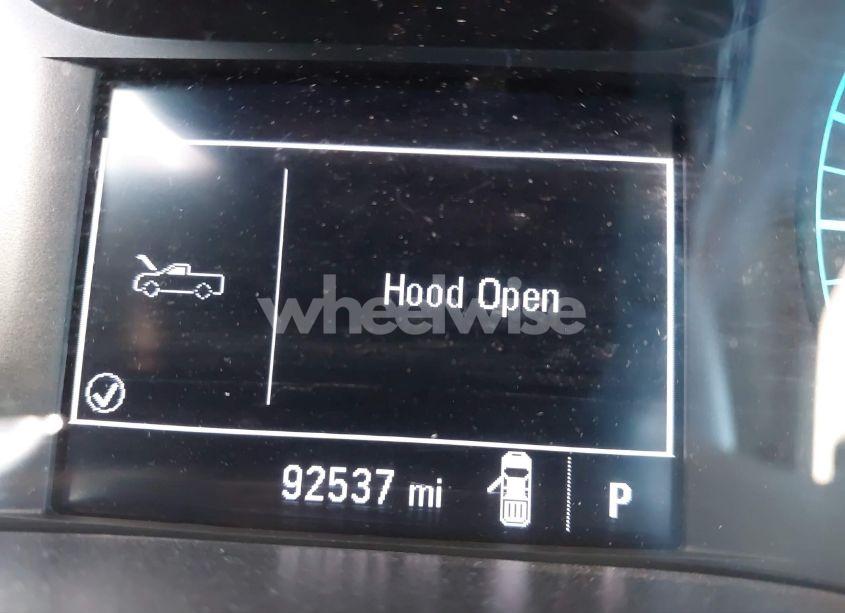 Hood Open
wheelwise
92537 mi
P